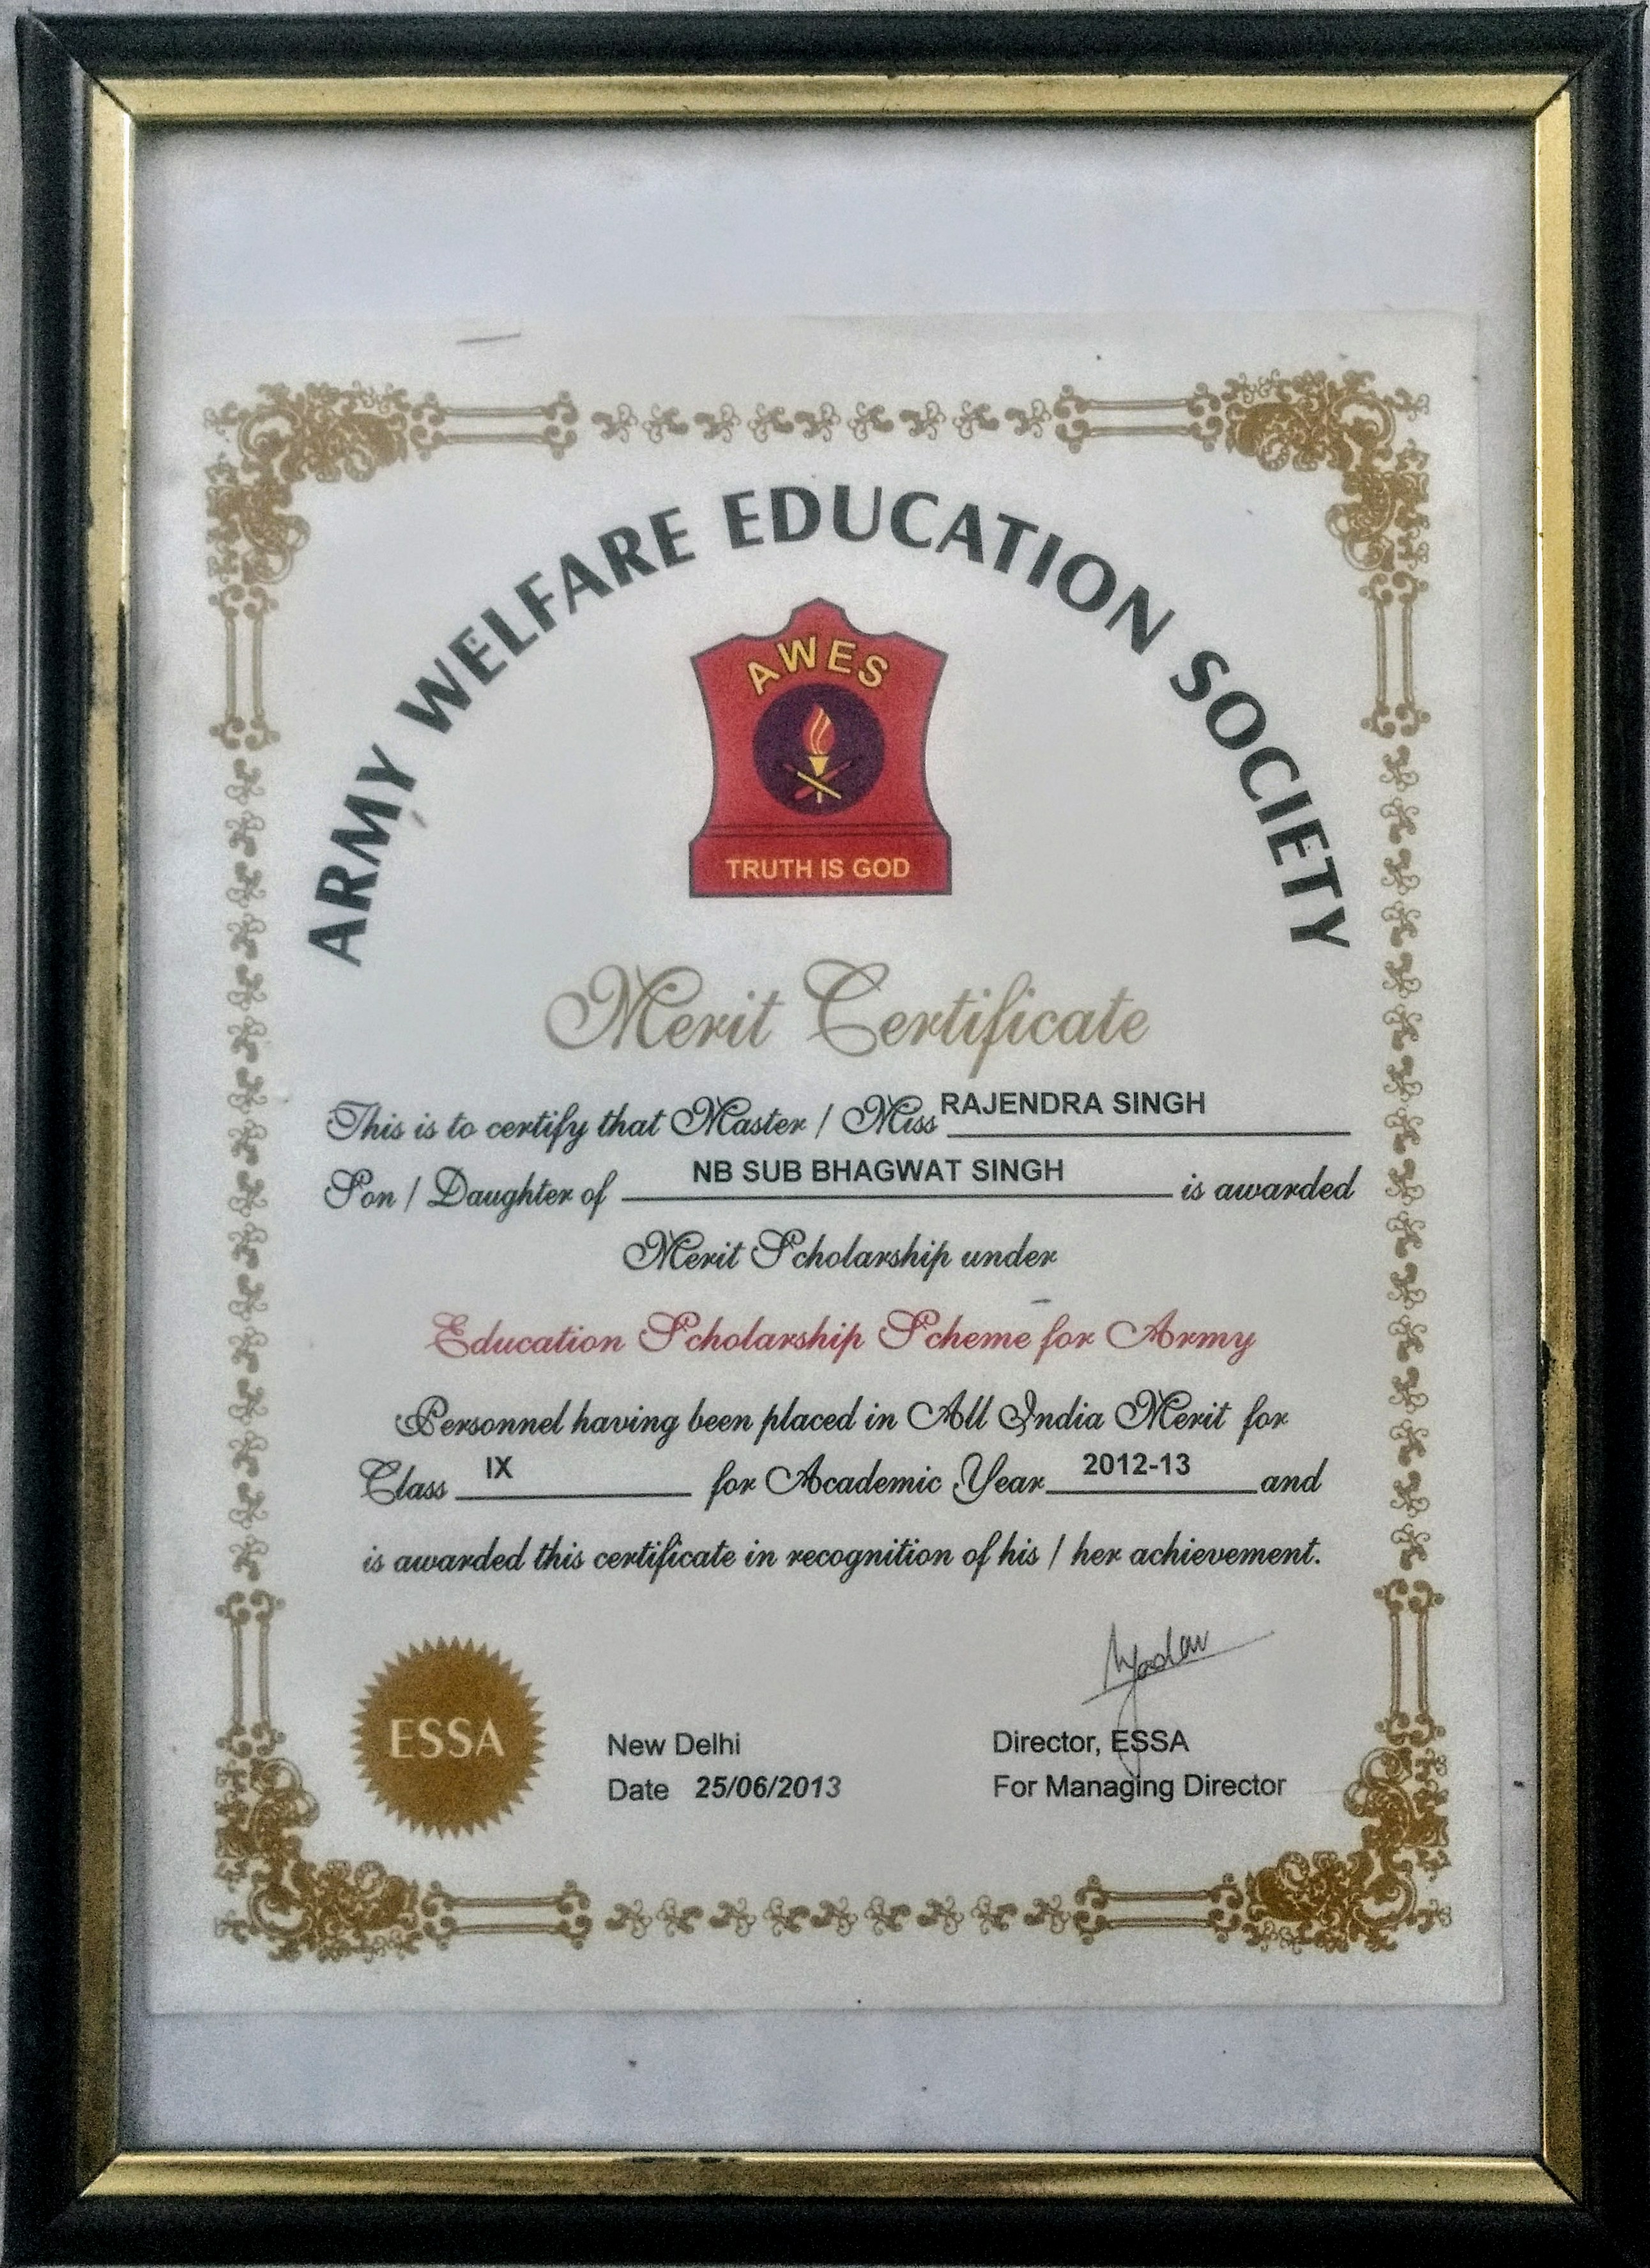 ARMY WELFARE EDUCATION SOCIETY
AWES
TRUTH IS GOD
Merit Certificate
This is to certify that Master / Miss RAJENDRA SINGH
Son / Daughter of NB SUB BHAGWAT SINGH is awarded
Merit Scholarship under
Education Scholarship Scheme for Army
Personnel having been placed in All India Merit for
Class IX for Academic Year 2012-13 and
is awarded this certificate in recognition of his / her achievement.
ESSA
New Delhi
Date 25/06/2013
Director, ESSA
For Managing Director